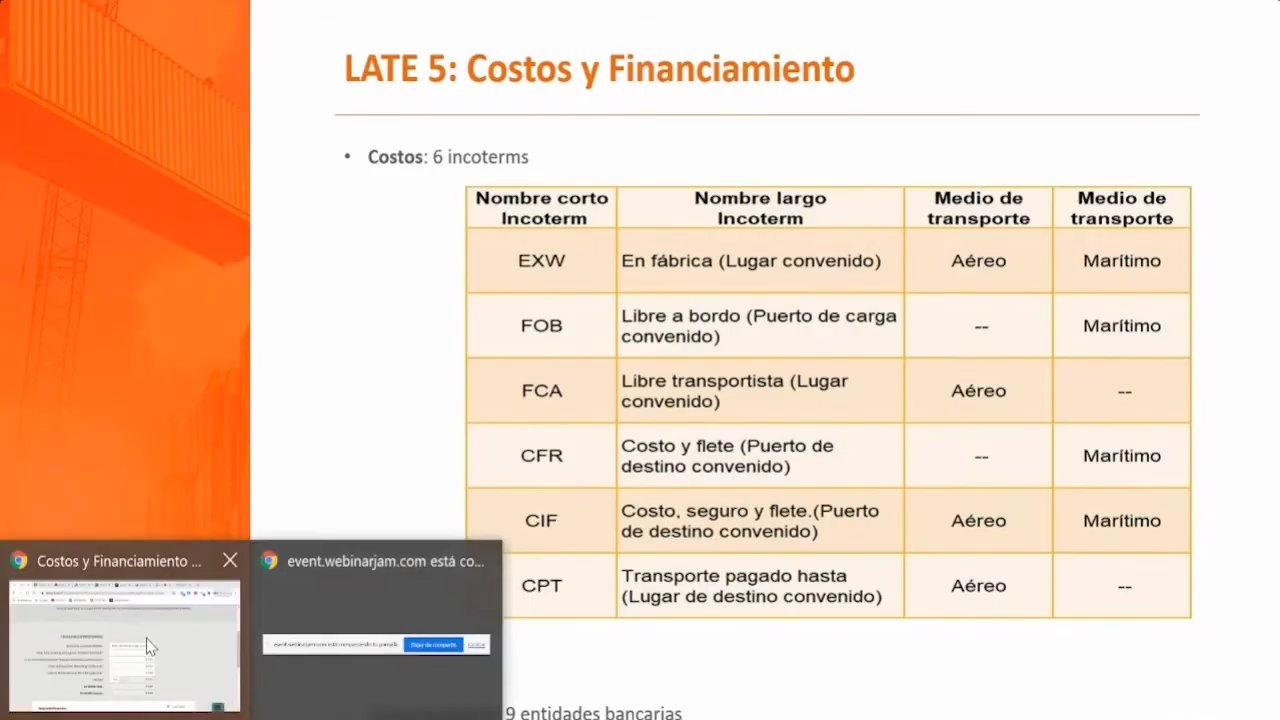 LATE 5: Costos y Financiamiento
• Costos: 6 incoterms
Nombre corto Incoterm
Nombre largo Incoterm
Medio de transporte
Medio de transporte
EXW
En fábrica (Lugar convenido)
Aéreo
Marítimo
FOB
Libre a bordo (Puerto de carga
convenido)
--
Marítimo
FCA
Libre transportista (Lugar
convenido)
Aéreo
--
CFR
Costo y flete (Puerto de
destino convenido)
--
Marítimo
CIF
Costo, seguro y flete.(Puerto
de destino convenido)
Aéreo
Marítimo
CPT
Transporte pagado hasta
(Lugar de destino convenido)
Aéreo
--
9 entidades bancarias
Costos y Financiamiento ...
event.webinarjam.com está co...